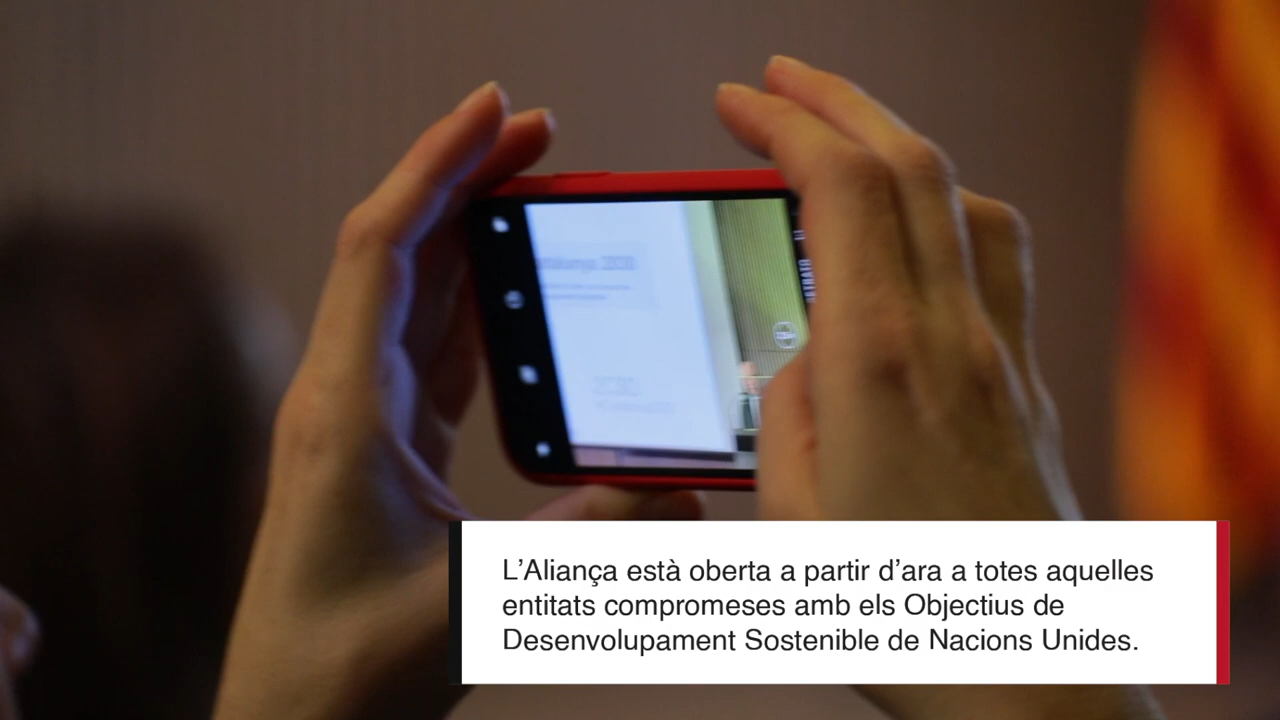 L’Aliança està oberta a partir d’ara a totes aquelles
entitats compromeses amb els Objectius de
Desenvolupament Sostenible de Nacions Unides.